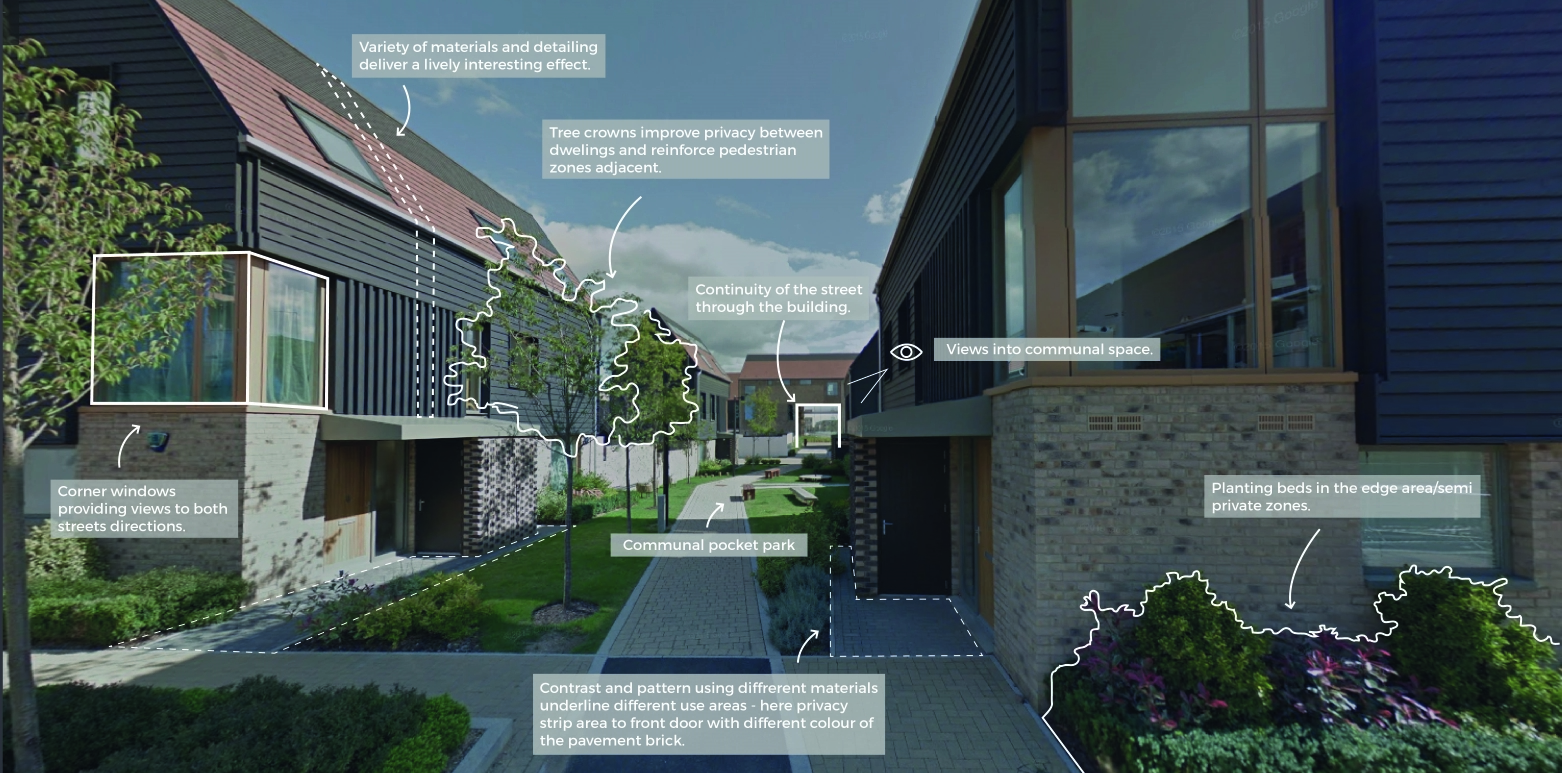 Variety of materials and detailing
deliver a lively interesting effect.
Tree crowns improve privacy between
dwelings and reinforce pedestrian
zones adjacent.
Continuity of the street
through the building.
Views into communal space.
Corner windows
providing views to both
streets directions.
Planting beds in the edge area/semi
private zones.
Communal pocket park
Contrast and pattern using diffrerent materials
underline different use areas - here privacy
strip area to front door with different colour of
the pavement brick.